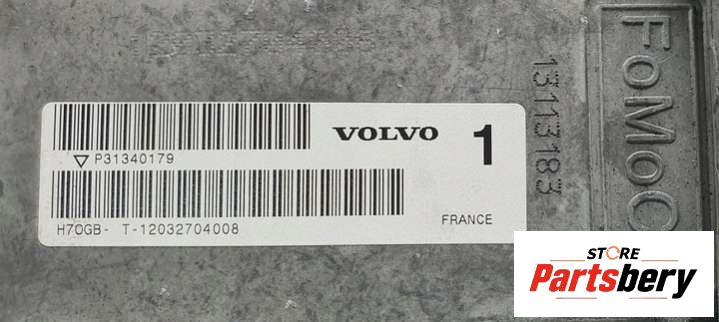 VOLVO 1
P31340179
H70GB- T-12032704008
FRANCE
13113183
FoMoC
STORE
Partsbery